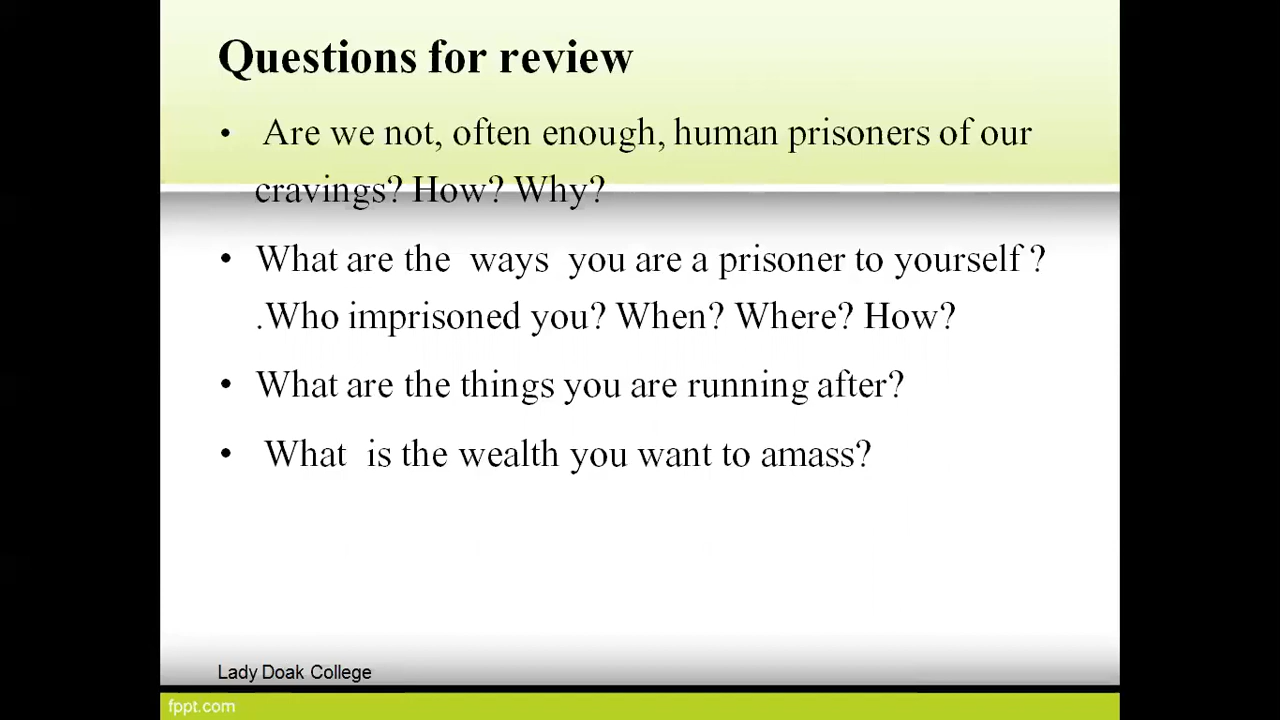 Questions for review
• Are we not, often enough, human prisoners of our
cravings? How? Why?
• What are the ways you are a prisoner to yourself ?
.Who imprisoned you? When? Where? How?
• What are the things you are running after?
• What is the wealth you want to amass?
Lady Doak College
fppt.com